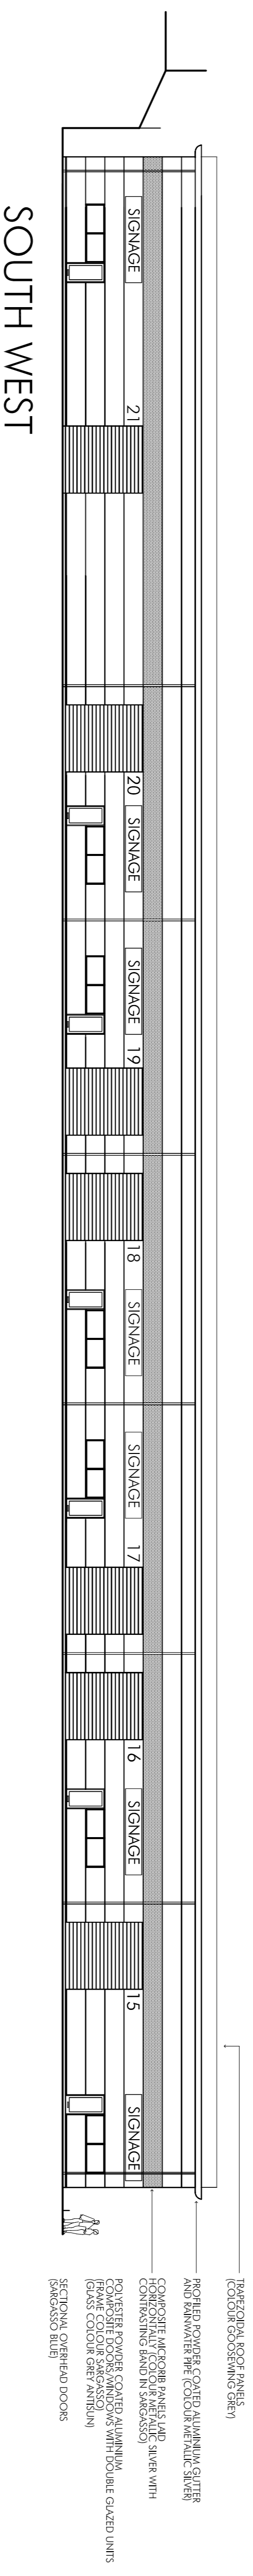 SIGNAGE
21
20
SIGNAGE
SIGNAGE
19
18
SIGNAGE
SIGNAGE
17
16
SIGNAGE
15
SIGNAGE
TRAPEZOIDAL ROOF PANELS
(COLOUR GOOSEWING GREY)
PROFILED POWDER COATED ALUMINIUM GUTTER
AND RAINWATER PIPE (COLOUR METALLIC SILVER)
COMPOSITE MICRORIB PANELS LAID
HORIZONTALLY (COLOUR METALLIC SILVER WITH
CONTRASTING BAND IN SARGASSO)
POLYESTER POWDER COATED ALUMINIUM
COMPOSITE DOORS/WINDOWS WITH DOUBLE GLAZED UNITS
(FRAME COLOUR SARGASSO)
(GLASS COLOUR GREY ANTISUN)
SECTIONAL OVERHEAD DOORS
(SARGASSO BLUE)
SOUTH WEST